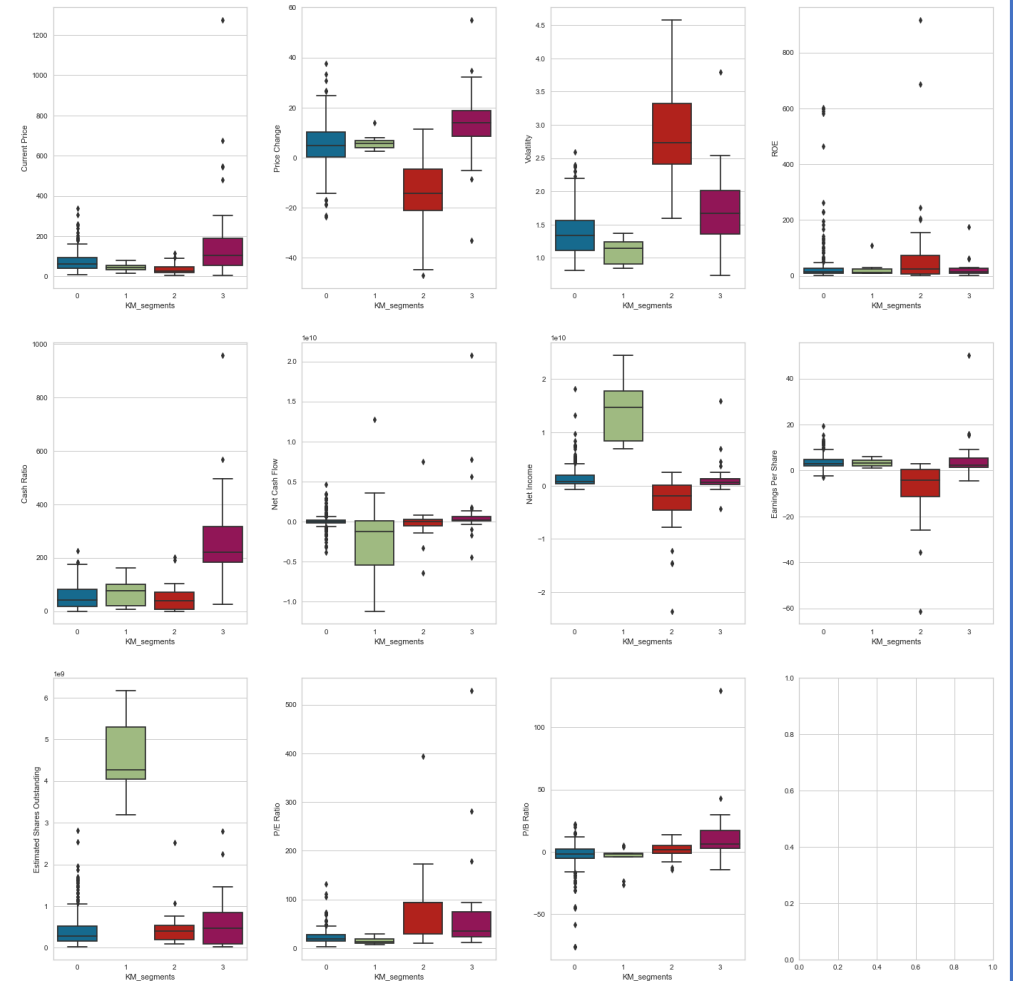 Current Price
1200
1000
800
600
400
200
0
0 1 2 3
KM_segments
Price Change
60
40
20
0
−20
−40
0 1 2 3
KM_segments
Volatility
4.5
4.0
3.5
3.0
2.5
2.0
1.5
1.0
0 1 2 3
KM_segments
ROE
800
600
400
200
0
0 1 2 3
KM_segments
Cash Ratio
1000
800
600
400
200
0
0 1 2 3
KM_segments
1e10
Net Cash Flow
2.0
1.5
1.0
0.5
0.0
−0.5
−1.0
0 1 2 3
KM_segments
1e10
Net Income
2
1
0
−1
−2
0 1 2 3
KM_segments
Earnings Per Share
40
20
0
−20
−40
−60
0 1 2 3
KM_segments
1e9
Estimated Shares Outstanding
6
5
4
3
2
1
0
0 1 2 3
KM_segments
P/E Ratio
500
400
300
200
100
0
0 1 2 3
KM_segments
P/B Ratio
100
50
0
−50
0 1 2 3
KM_segments
1.0
0.8
0.6
0.4
0.2
0.0
0.0 0.2 0.4 0.6 0.8 1.0